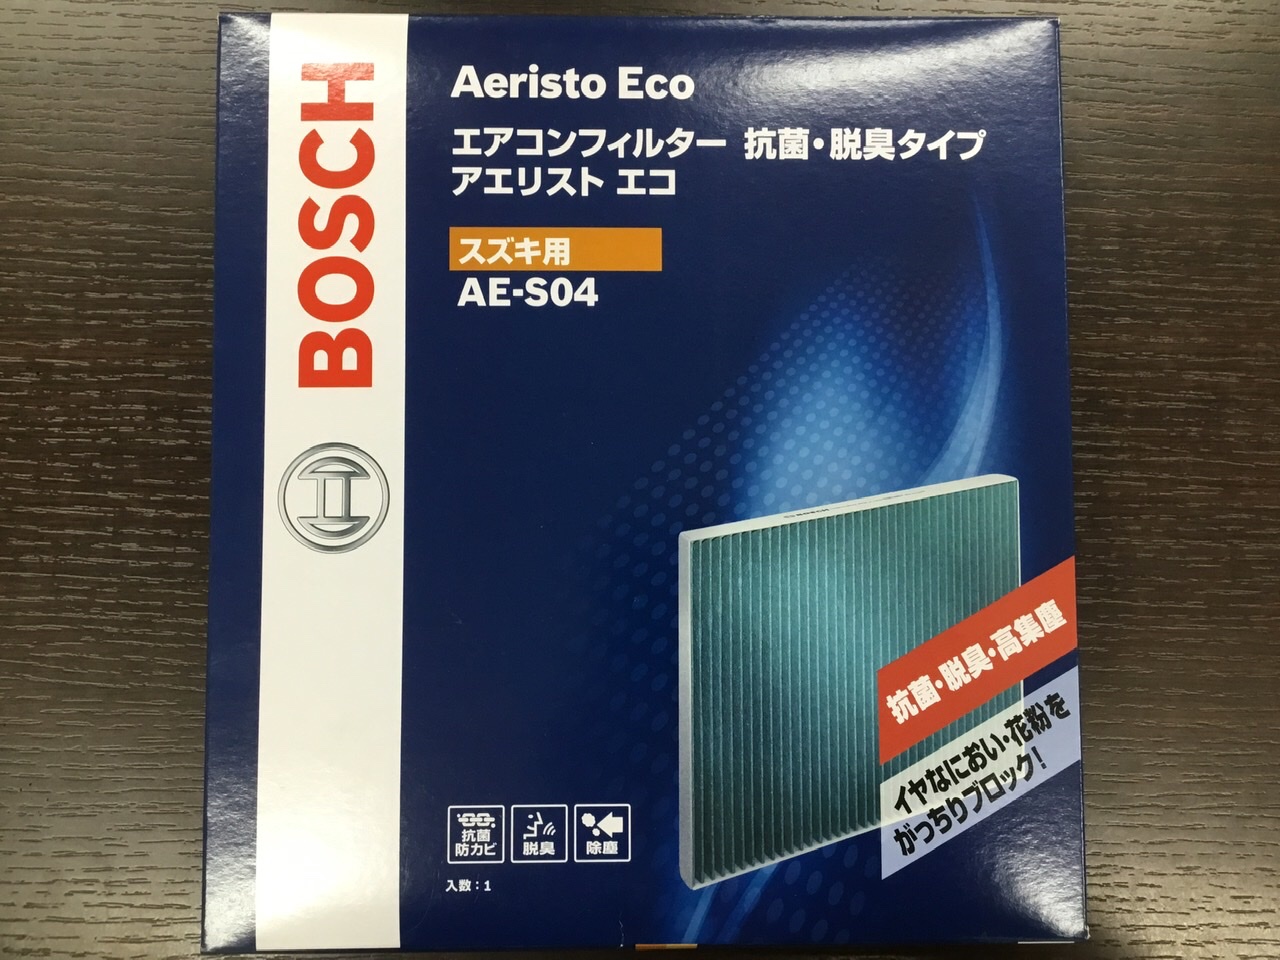 BOSCH
Aeristo Eco
エアコンフィルター 抗菌・脱臭タイプ
アエリスト エコ
スズキ用
AE-S04
抗菌・脱臭・高集塵
イヤなにおい・花粉を
がっちりブロック!
抗菌
防カビ
脱臭
除塵
入数：1